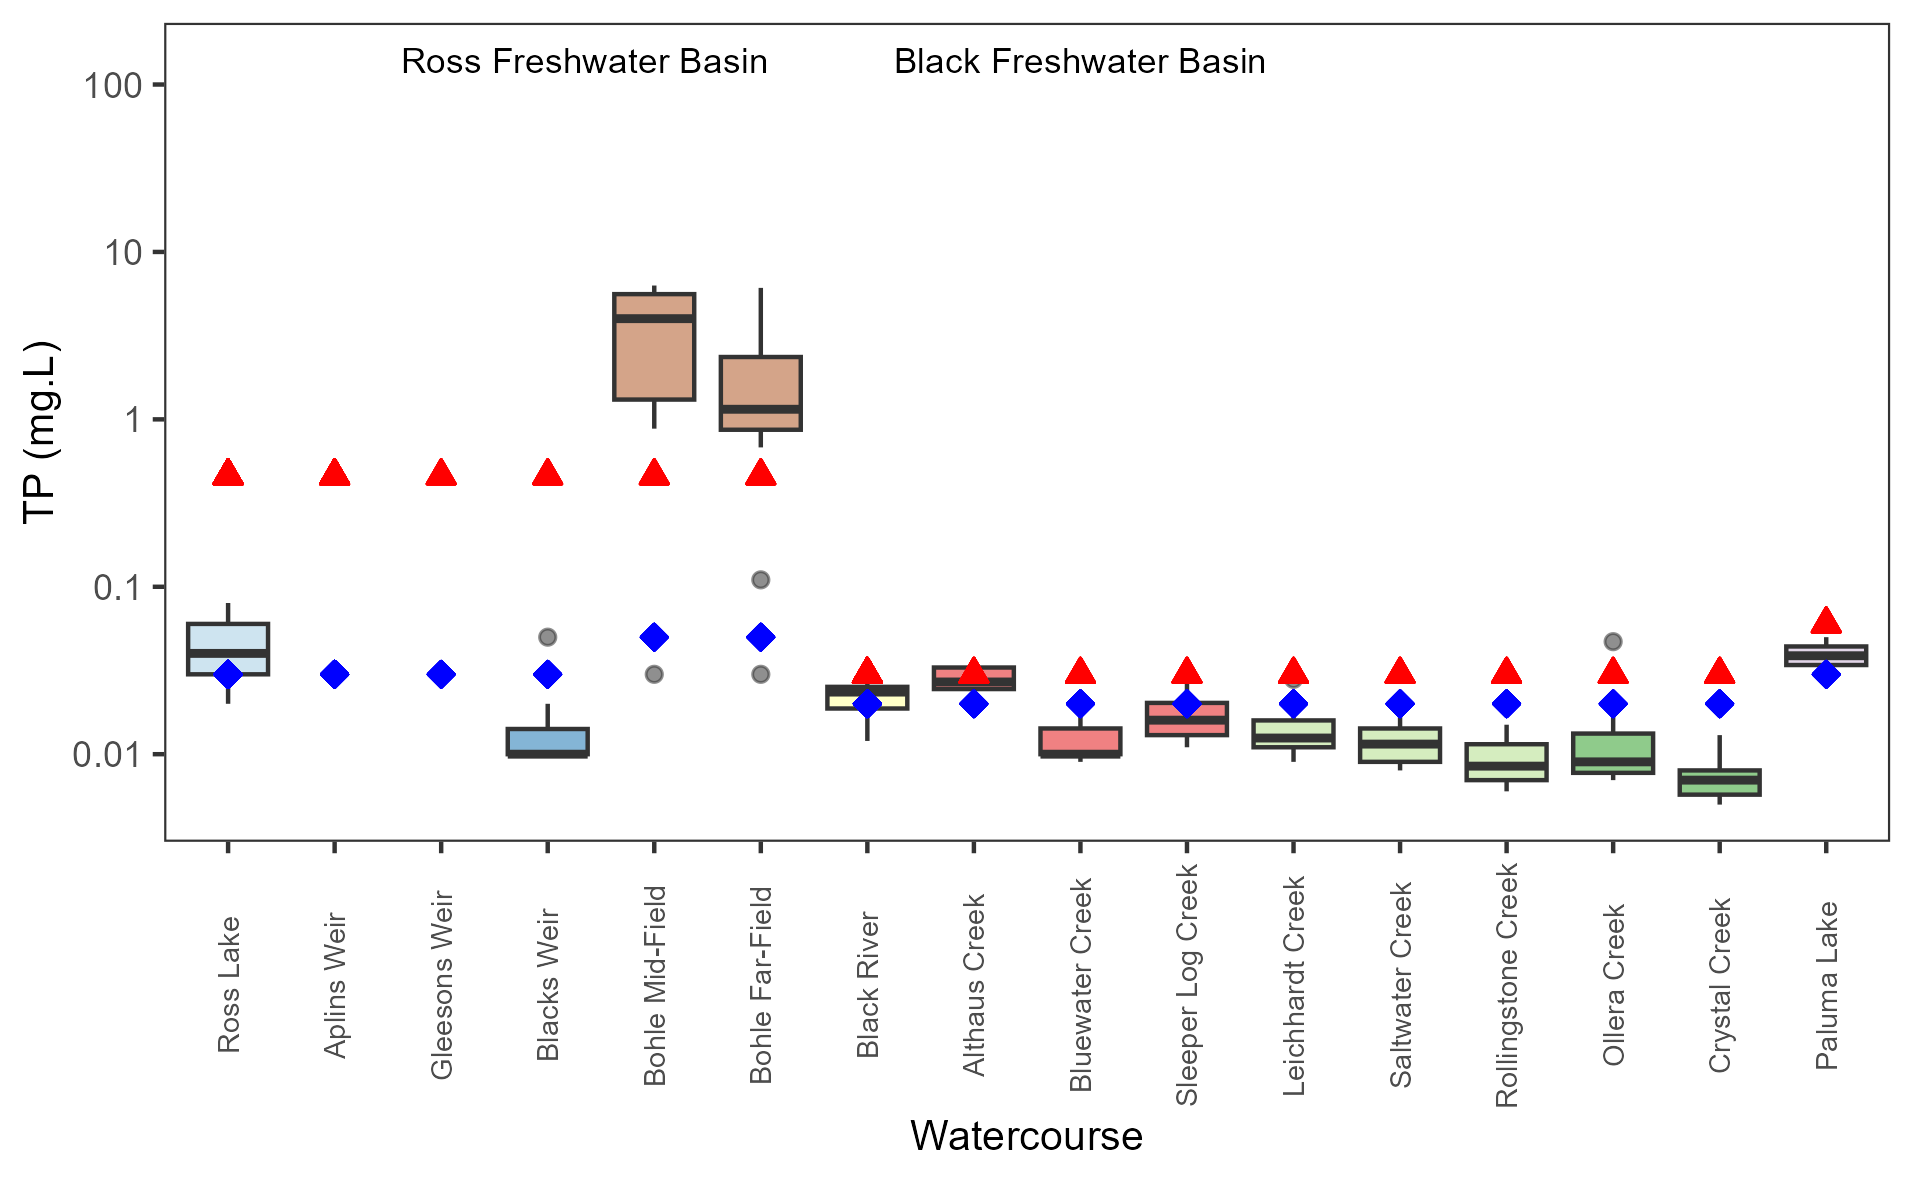 Ross Freshwater Basin
Black Freshwater Basin
100
10
1
0.1
0.01
TP (mg.L)
Ross Lake
Aplins Weir
Gleesons Weir
Blacks Weir
Bohle Mid-Field
Bohle Far-Field
Black River
Althaus Creek
Bluewater Creek
Sleeper Log Creek
Leichhardt Creek
Saltwater Creek
Rollingstone Creek
Ollera Creek
Crystal Creek
Paluma Lake
Watercourse